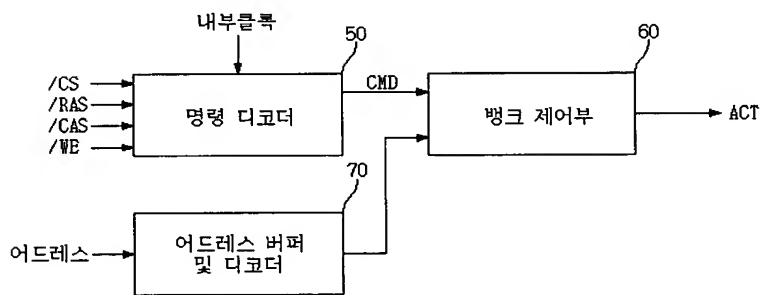 내부클록
50
60
/CS
/RAS
/CAS
/WE
명령 디코더
CMD
뱅크 제어부
ACT
70
어드레스
어드레스 버퍼
및 디코더